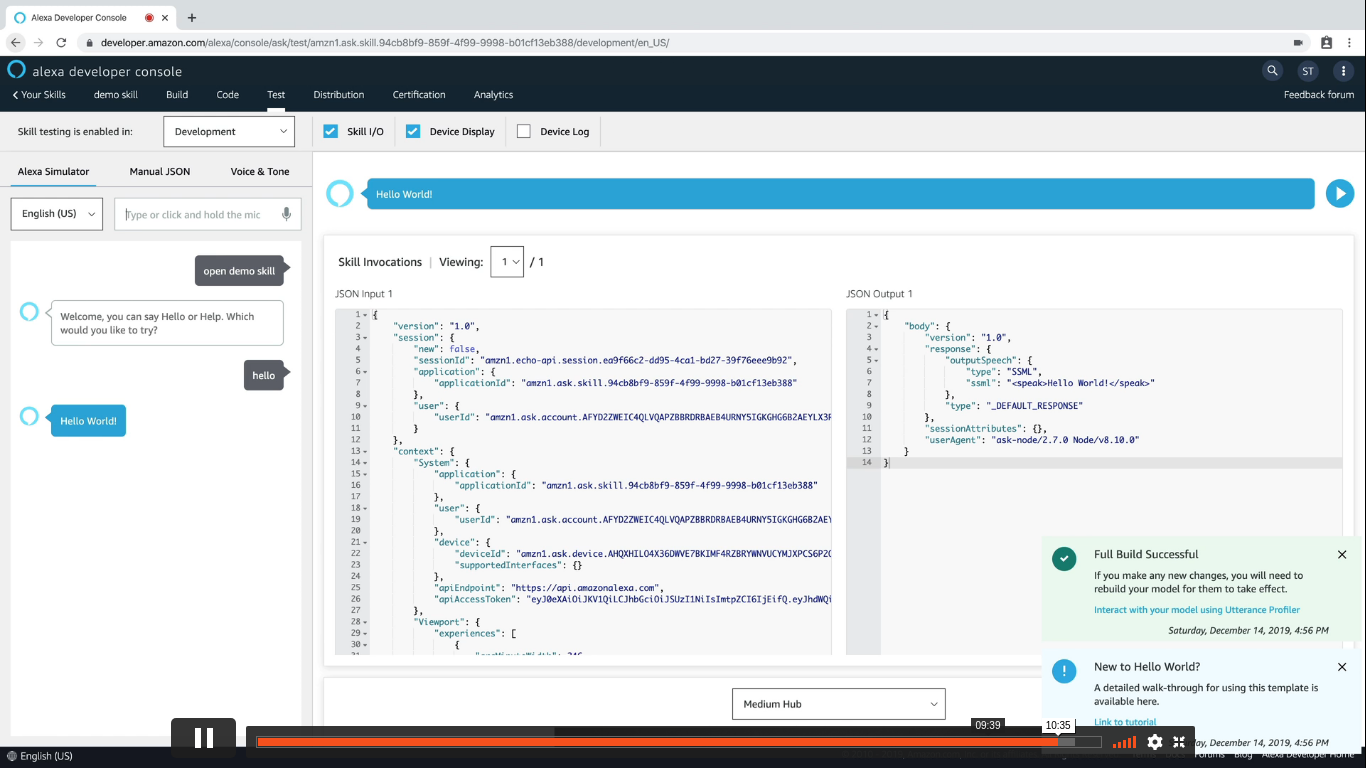 Alexa Developer Console
developer.amazon.com/alexa/console/ask/test/amzn1.ask.skill.94cb8bf9-859f-4f99-9998-b01cf13eb388/development/en_US/
alexa developer console
ST
Your Skills demo skill Build Code Test Distribution Certification Analytics Feedback forum
Skill testing is enabled in: Development Skill I/O Device Display Device Log
Alexa Simulator Manual JSON Voice & Tone
English (US) Type or click and hold the mic
open demo skill
Welcome, you can say Hello or Help. Which
would you like to try?
hello
Hello World!
Hello World!
Skill Invocations | Viewing: 1 / 1
JSON Input 1
1 {
2 "version": "1.0",
3 "session": {
4 "new": false,
5 "sessionId": "amzn1.echo-api.session.ea9f66c2-dd95-4ca1-bd27-39f76eee9b92",
6 "application": {
7 "applicationId": "amzn1.ask.skill.94cb8bf9-859f-4f99-9998-b01cf13eb388"
8 },
9 "user": {
10 "userId": "amzn1.ask.account.AFYD2ZWEIC4QLVQAPZBBRDRBAEB4URNY5IGKGHG6B2AEYLX3F
11 }
12 },
13 "context": {
14 "System": {
15 "application": {
16 "applicationId": "amzn1.ask.skill.94cb8bf9-859f-4f99-9998-b01cf13eb388"
17 },
18 "user": {
19 "userId": "amzn1.ask.account.AFYD2ZWEIC4QLVQAPZBBRDRBAEB4URNY5IGKGHG6B2AEY
20 },
21 "device": {
22 "deviceId": "amzn1.ask.device.AHQXHILO4X36DWVE7BKIMF4RZBRYWNVUCYMJXPCS6P2C
23 "supportedInterfaces": {}
24 },
25 "apiEndpoint": "https://api.amazonalexa.com",
26 "apiAccessToken": "eyJ0eXAiOiJKV1QiLCJhbGciOiJSUzI1NiIsImtpZCI6IjEifQ.eyJhdWQi
27 },
28 "Viewport": {
29 "experiences": [
30 {
JSON Output 1
1 {
2 "body": {
3 "version": "1.0",
4 "response": {
5 "outputSpeech": {
6 "type": "SSML",
7 "ssml": "<speak>Hello World!</speak>"
8 },
9 "type": "_DEFAULT_RESPONSE"
10 },
11 "sessionAttributes": {},
12 "userAgent": "ask-node/2.7.0 Node/v8.10.0"
13 }
14 }
Full Build Successful
If you make any new changes, you will need to
rebuild your model for them to take effect.
Interact with your model using Utterance Profiler
Saturday, December 14, 2019, 4:56 PM
New to Hello World?
A detailed walk-through for using this template is
available here.
Link to tutorial
day, December 14, 2019, 4:56 PM
Medium Hub
09:39 10:35
English (US)
Forums Blog Alexa Developer Home